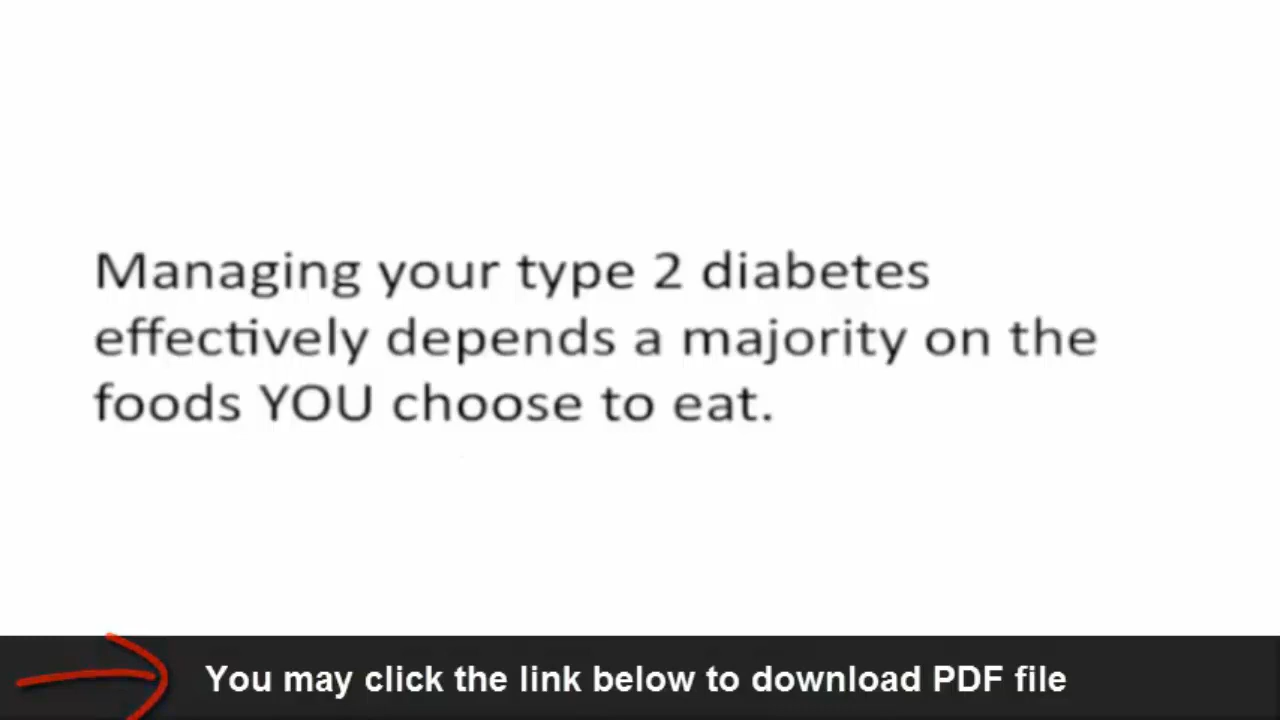 Managing your type 2 diabetes
effectively depends a majority on the
foods YOU choose to eat.
You may click the link below to download PDF file